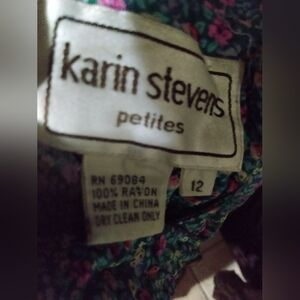 karin stevens
petites
RN 69084
100% RAYON
MADE IN CHINA
DRY CLEAN ONLY
12